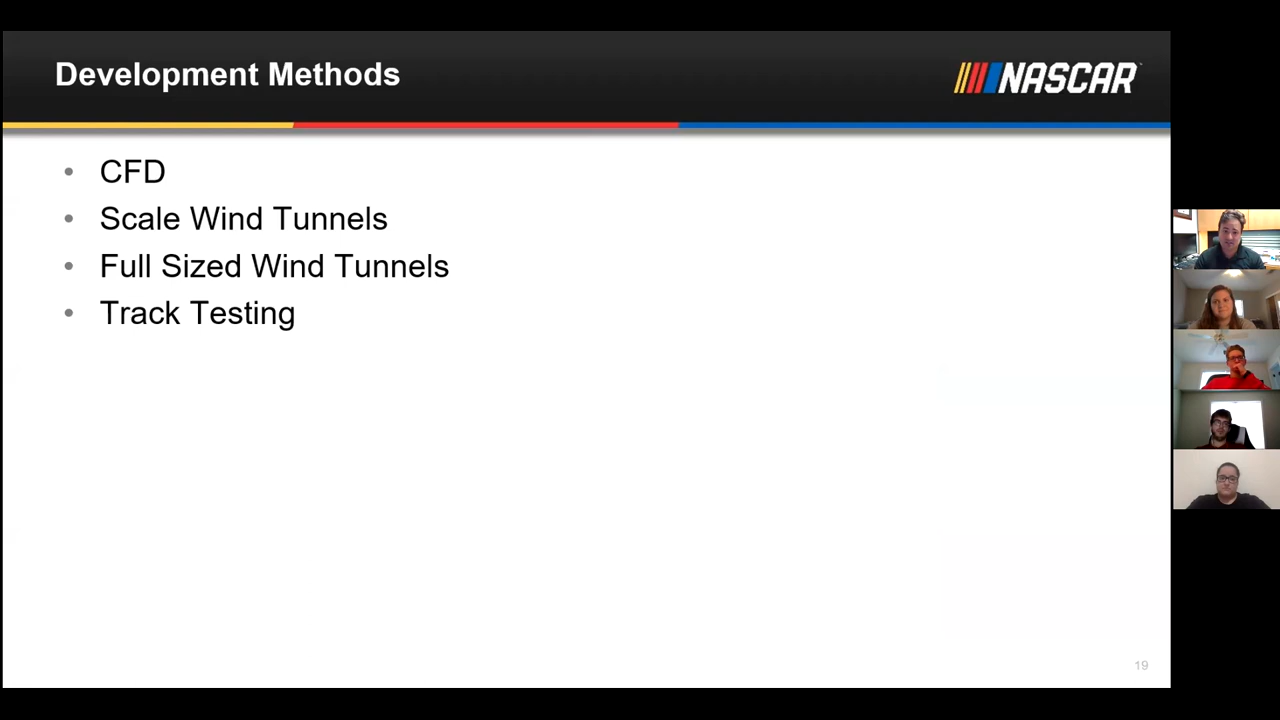 Development Methods
NASCAR
• CFD
• Scale Wind Tunnels
• Full Sized Wind Tunnels
• Track Testing
19